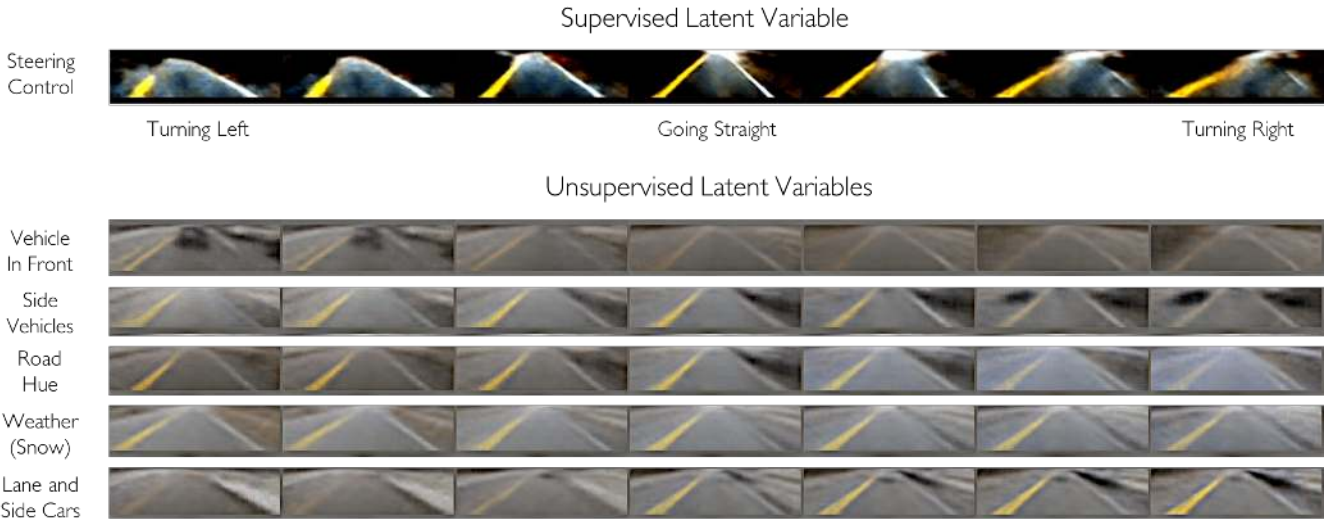 Supervised Latent Variable
Steering
Control
Turning Left
Going Straight
Turning Right
Unsupervised Latent Variables
Vehicle
In Front
Side
Vehicles
Road
Hue
Weather
(Snow)
Lane and
Side Cars